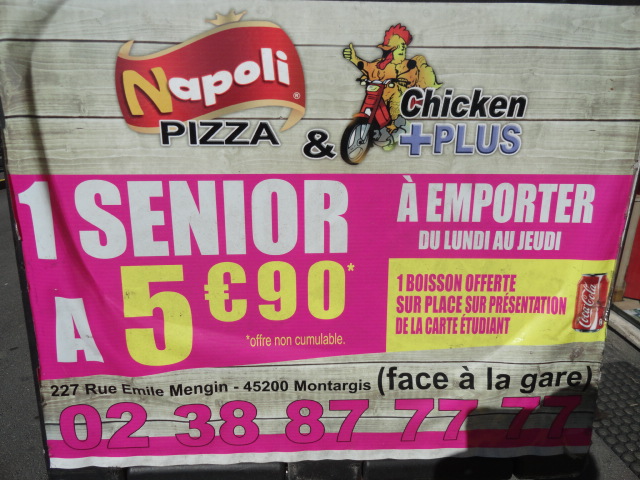 Napoli ®
PIZZA &
Chicken
+PLUS
1 SENIOR
A 5€90*
*offre non cumulable.
À EMPORTER
DU LUNDI AU JEUDI
1 BOISSON OFFERTE
SUR PLACE SUR PRÉSENTATION
DE LA CARTE ÉTUDIANT
Coca-Cola
227 Rue Emile Mengin - 45200 Montargis (face à la gare)
02 38 87 77 77